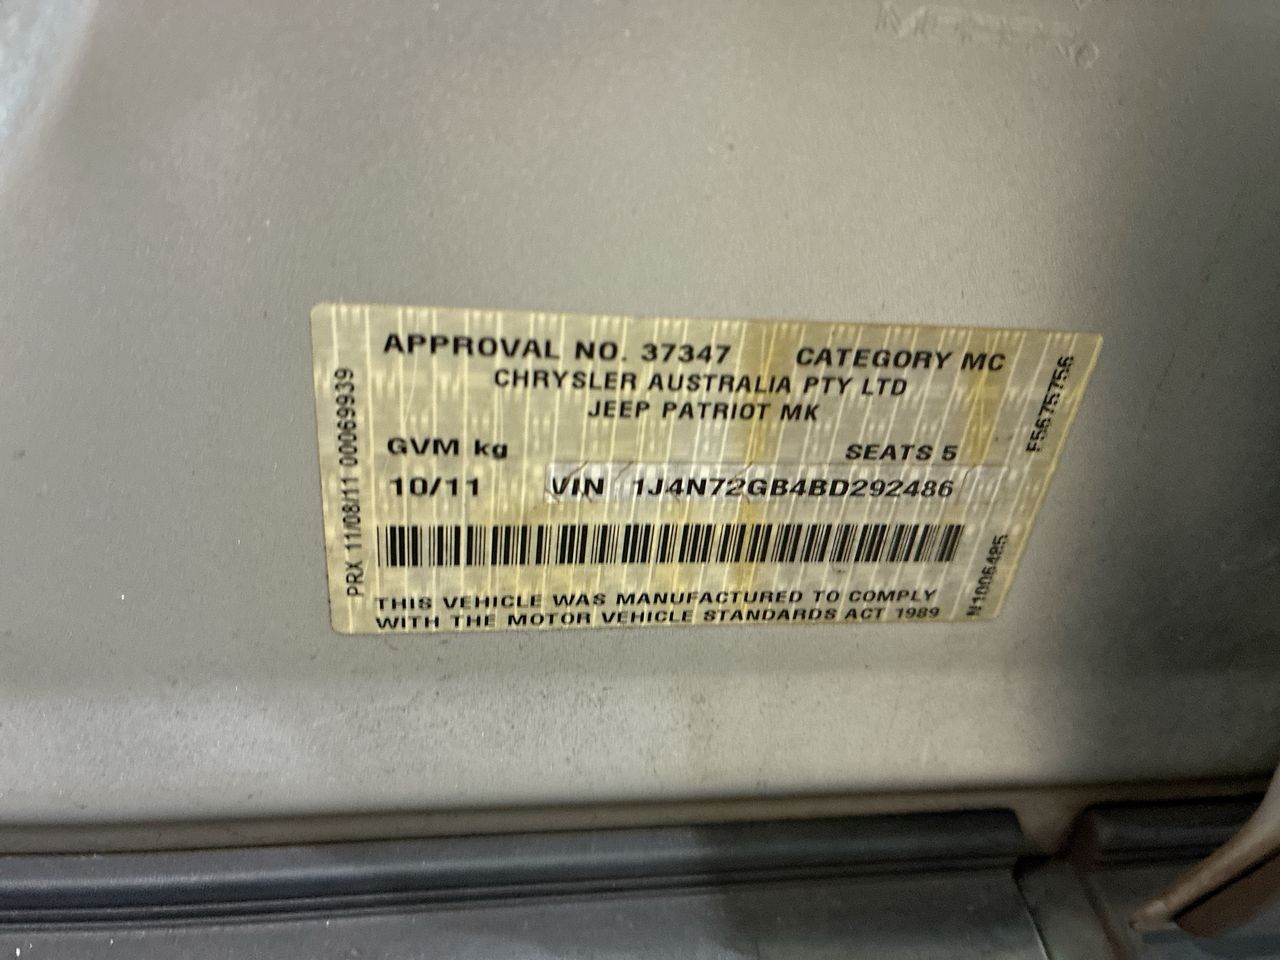 APPROVAL NO. 37347 CATEGORY MC
CHRYSLER AUSTRALIA PTY LTD
JEEP PATRIOT MK
GVM kg SEATS 5
10/11 VIN 1J4N72GB4BD292486
THIS VEHICLE WAS MANUFACTURED TO COMPLY
WITH THE MOTOR VEHICLE STANDARDS ACT 1989
PRX 11/08/11 00069939
F5675756
N1006485